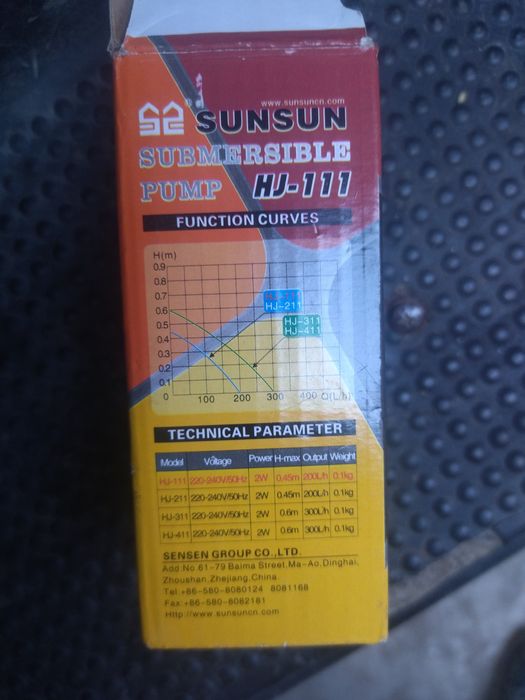 www.sunsuncn.com
SUNSUN
SUBMERSIBLE
PUMP HJ-111
FUNCTION CURVES
H(m)
0.9
0.8
0.7
0.6
0.5
0.4
0.3
0.2
0.1
0 100 200 300 400 Q(L/h)
HJ-111
HJ-211
HJ-311
HJ-411
TECHNICAL PARAMETER
Model Voltage Power H-max Output Weight
HJ-111 220-240V/50Hz 2W 0.45m 200L/h 0.1kg
HJ-211 220-240V/50Hz 2W 0.45m 200L/h 0.1kg
HJ-311 220-240V/50Hz 2W 0.6m 300L/h 0.1kg
HJ-411 220-240V/50Hz 2W 0.6m 300L/h 0.1kg
SENSEN GROUP CO.,LTD.
Add:No.61-79 Baima Street.Ma-Ao,Dinghai,
Zhoushan,Zhejiang,China
Tel:+86-580-8080124 8081168
Fax:+86-580-8082181
Http://www.sunsuncn.com